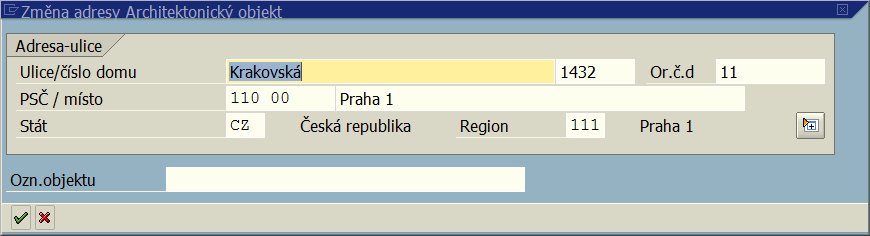 Změna adresy Architektonický objekt
Adresa-ulice
Ulice/číslo domu Krakovská 1432 Or.č.d 11
PSČ / místo 110 00 Praha 1
Stát CZ Česká republika Region 111 Praha 1
Ozn.objektu